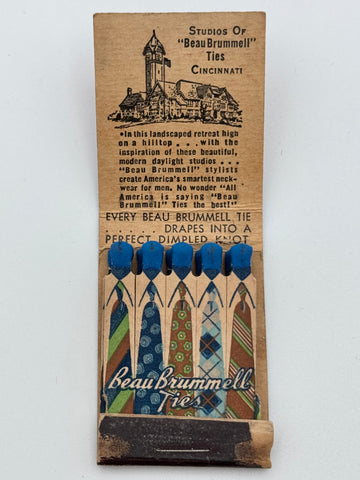 STUDIOS OF
"Beau Brummell"
TIES
CINCINNATI
•In this landscaped retreat high
on a hilltop . . . with the
inspiration of these beautiful,
modern daylight studios . . .
"Beau Brummell" stylists
create America's smartest neck-
wear for men. No wonder "All
America is saying "Beau
Brummell" Ties the best!"
EVERY BEAU BRUMMELL TIE
. . . . . . DRAPES INTO A
PERFECT DIMPLED KNOT
Beau Brummell
Ties